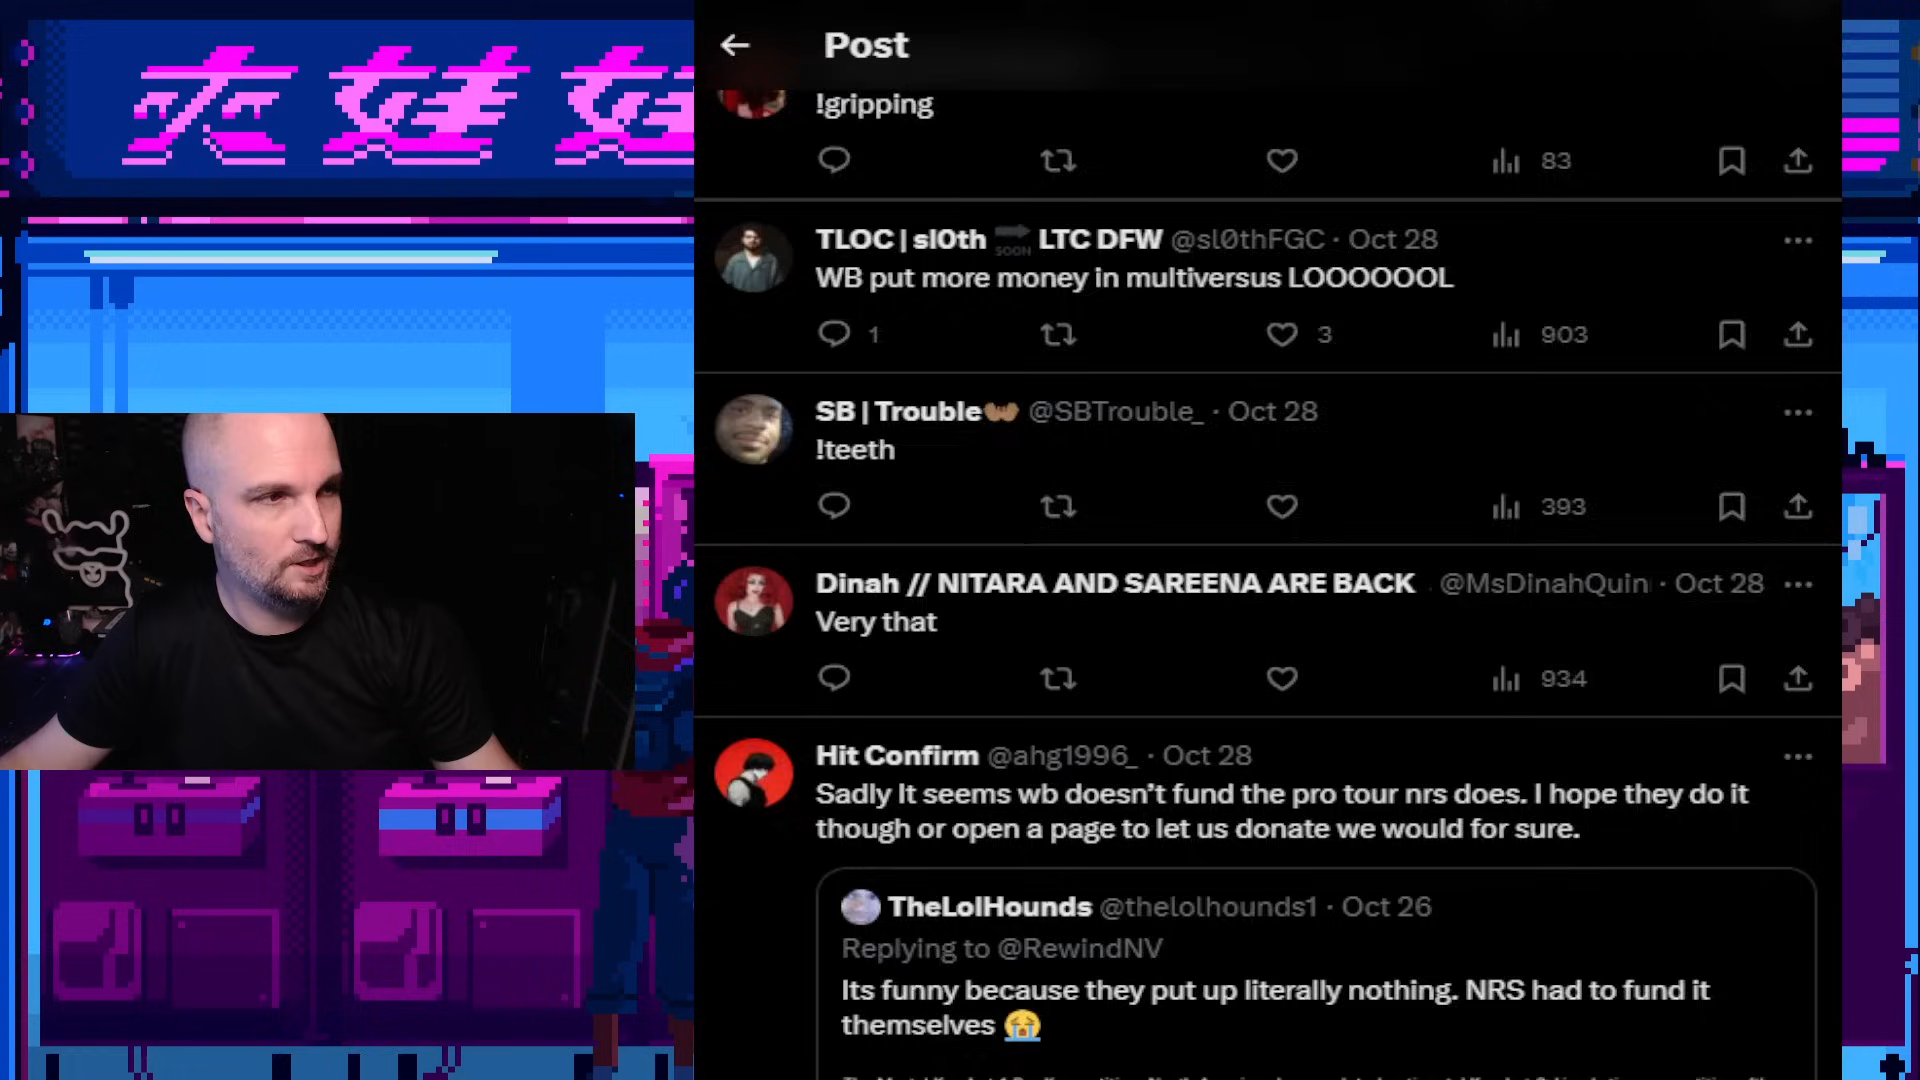 Post
!gripping
83
TLOC | sl0th SOON LTC DFW @sl0thFGC · Oct 28
WB put more money in multiversus LOOOOOOL
1 3 903
SB | Trouble @SBTrouble_ · Oct 28
!teeth
393
Dinah // NITARA AND SAREENA ARE BACK @MsDinahQuin · Oct 28
Very that
934
Hit Confirm @ahg1996_ · Oct 28
Sadly It seems wb doesn't fund the pro tour nrs does. I hope they do it
though or open a page to let us donate we would for sure.
TheLolHounds @thelolhounds1 · Oct 26
Replying to @RewindNV
Its funny because they put up literally nothing. NRS had to fund it
themselves 😭